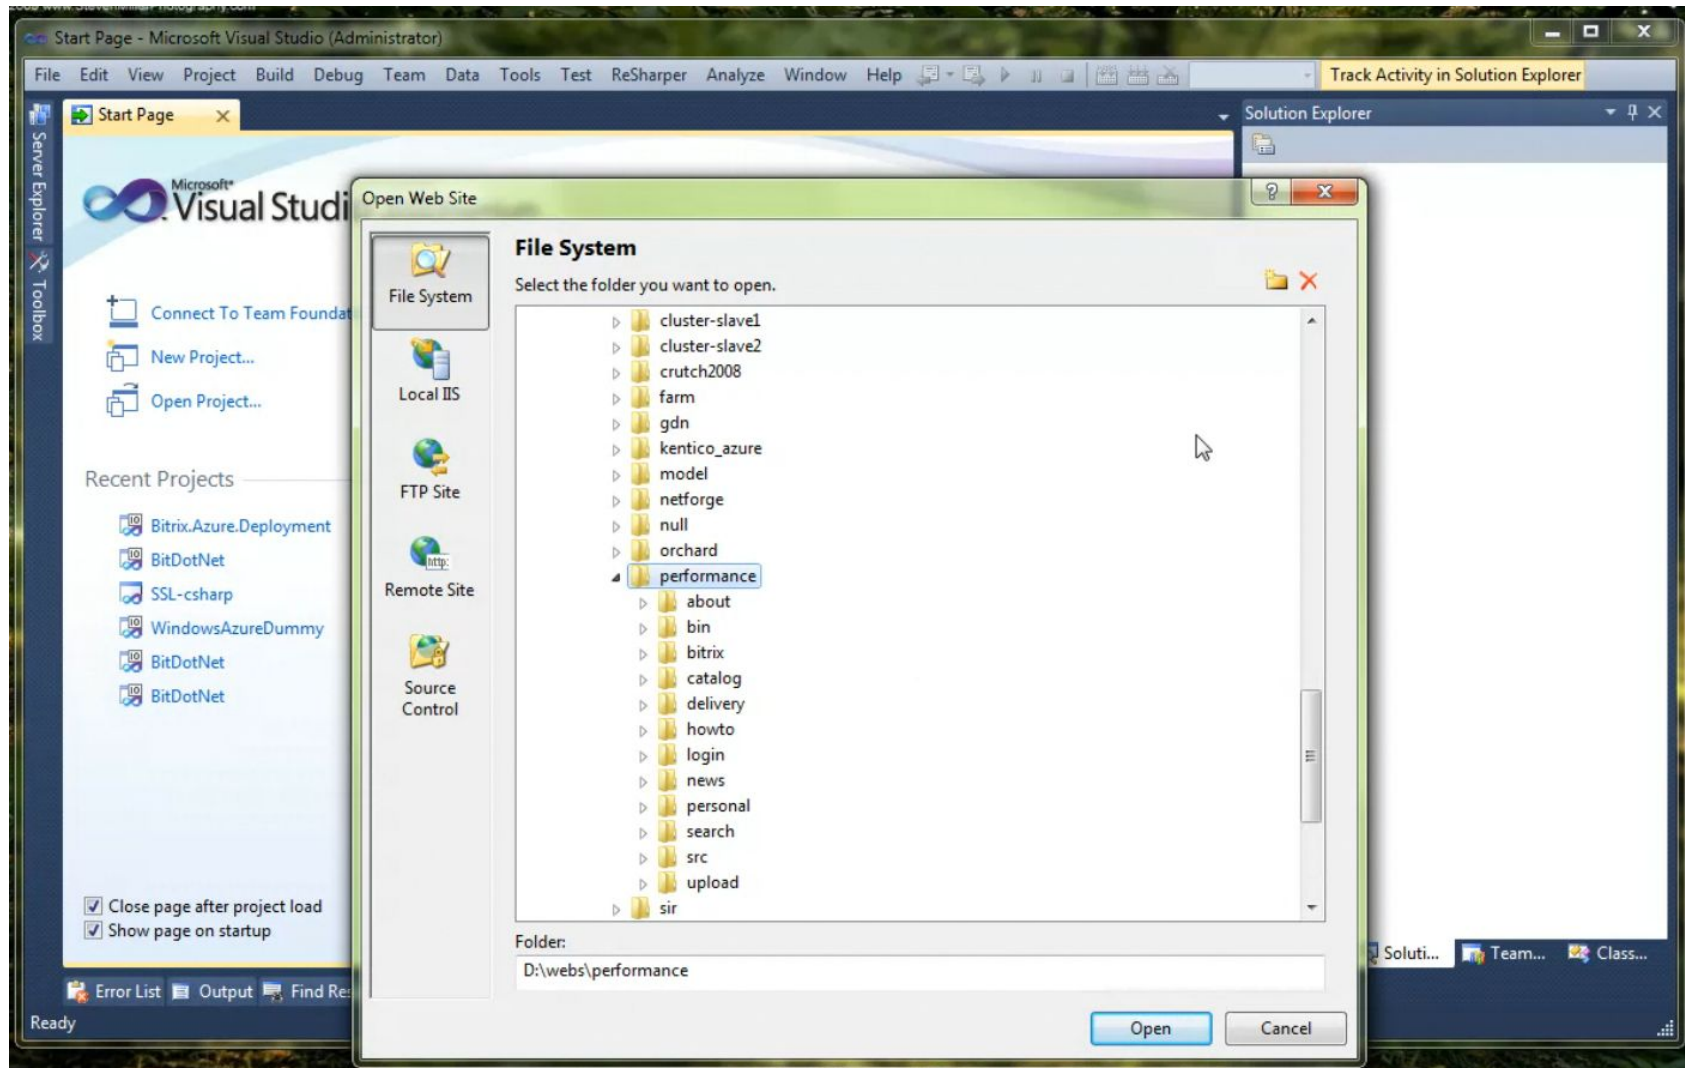 2008 www.StevenMillerPhotography.com
Start Page - Microsoft Visual Studio (Administrator)
File Edit View Project Build Debug Team Data Tools Test ReSharper Analyze Window Help
Track Activity in Solution Explorer
Server Explorer
Toolbox
Start Page
Solution Explorer
Microsoft
Visual Studi
Connect To Team Foundat
New Project...
Open Project...
Recent Projects
Bitrix.Azure.Deployment
BitDotNet
SSL-csharp
WindowsAzureDummy
BitDotNet
BitDotNet
Close page after project load
Show page on startup
Open Web Site
File System
Local IIS
FTP Site
http:
Remote Site
Source
Control
File System
Select the folder you want to open.
cluster-slave1
cluster-slave2
crutch2008
farm
gdn
kentico_azure
model
netforge
null
orchard
performance
about
bin
bitrix
catalog
delivery
howto
login
news
personal
search
src
upload
sir
Folder:
D:\webs\performance
Open
Cancel
Soluti... Team... Class...
Error List Output Find Re
Ready